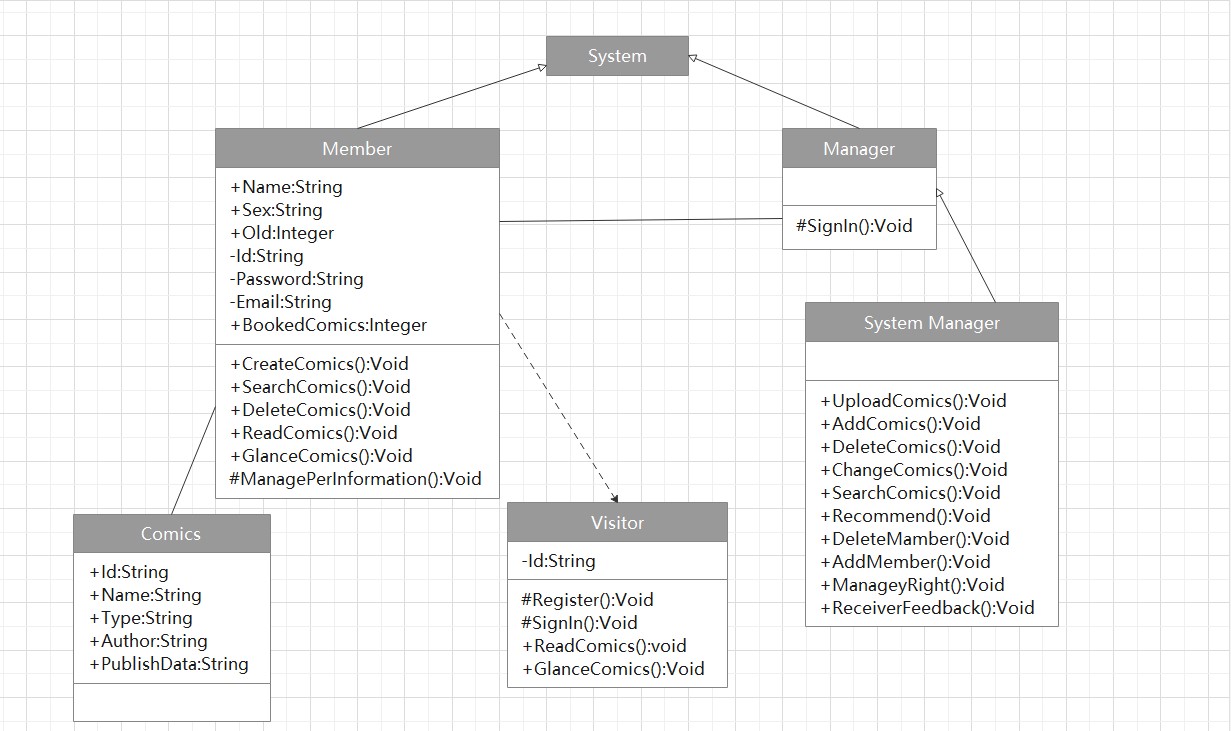 System
Member
+Name:String
+Sex:String
+Old:Integer
-Id:String
-Password:String
-Email:String
+BookedComics:Integer
+CreateComics():Void
+SearchComics():Void
+DeleteComics():Void
+ReadComics():Void
+GlanceComics():Void
#ManagePerInformation():Void
Manager
#SignIn():Void
System Manager
+UploadComics():Void
+AddComics():Void
+DeleteComics():Void
+ChangeComics():Void
+SearchComics():Void
+Recommend():Void
+DeleteMamber():Void
+AddMember():Void
+ManageyRight():Void
+ReceiverFeedback():Void
Comics
+Id:String
+Name:String
+Type:String
+Author:String
+PublishData:String
Visitor
-Id:String
#Register():Void
#SignIn():Void
+ReadComics():void
+GlanceComics():Void